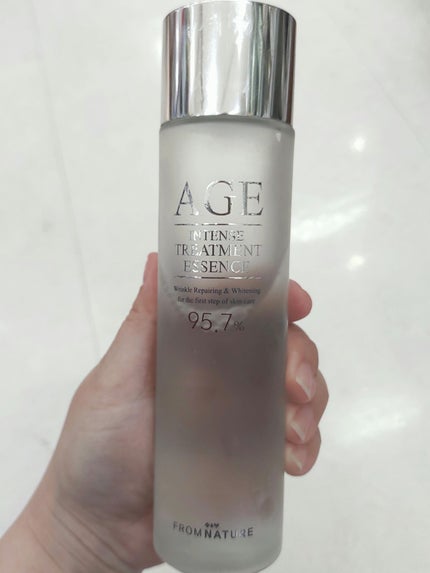 AGE
INTENSE
TREATMENT
ESSENCE
Wrinkle Repairing & Whitening
for the first step of skin care
95.7%
FROMNATURE